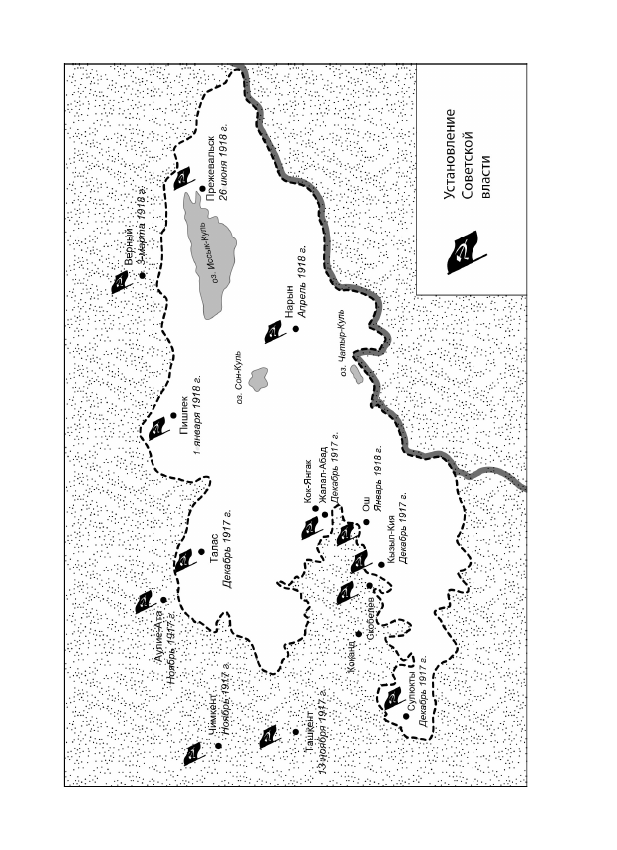 Верный
3 марта 1918 г.
Прежевальск
26 июня 1918 г.
оз. Иссык-Куль
Нарын
Апрель 1918 г.
оз. Сон-Куль
оз. Чатыр-Куль
Пишпек
1 января 1918 г.
Талас
Декабрь 1917 г.
Аулие-Ата
Ноябрь 1917 г.
Чимкент
Ноябрь 1917 г.
Ташкент
13 ноября 1917 г.
Кок-Янгак
Жалал-Абад
Декабрь 1917 г.
Ош
Январь 1918 г.
Кызыл-Кия
Декабрь 1917 г.
Скобелев
Коканд
Сулюкты
Декабрь 1917 г.
Установление
Советской
власти